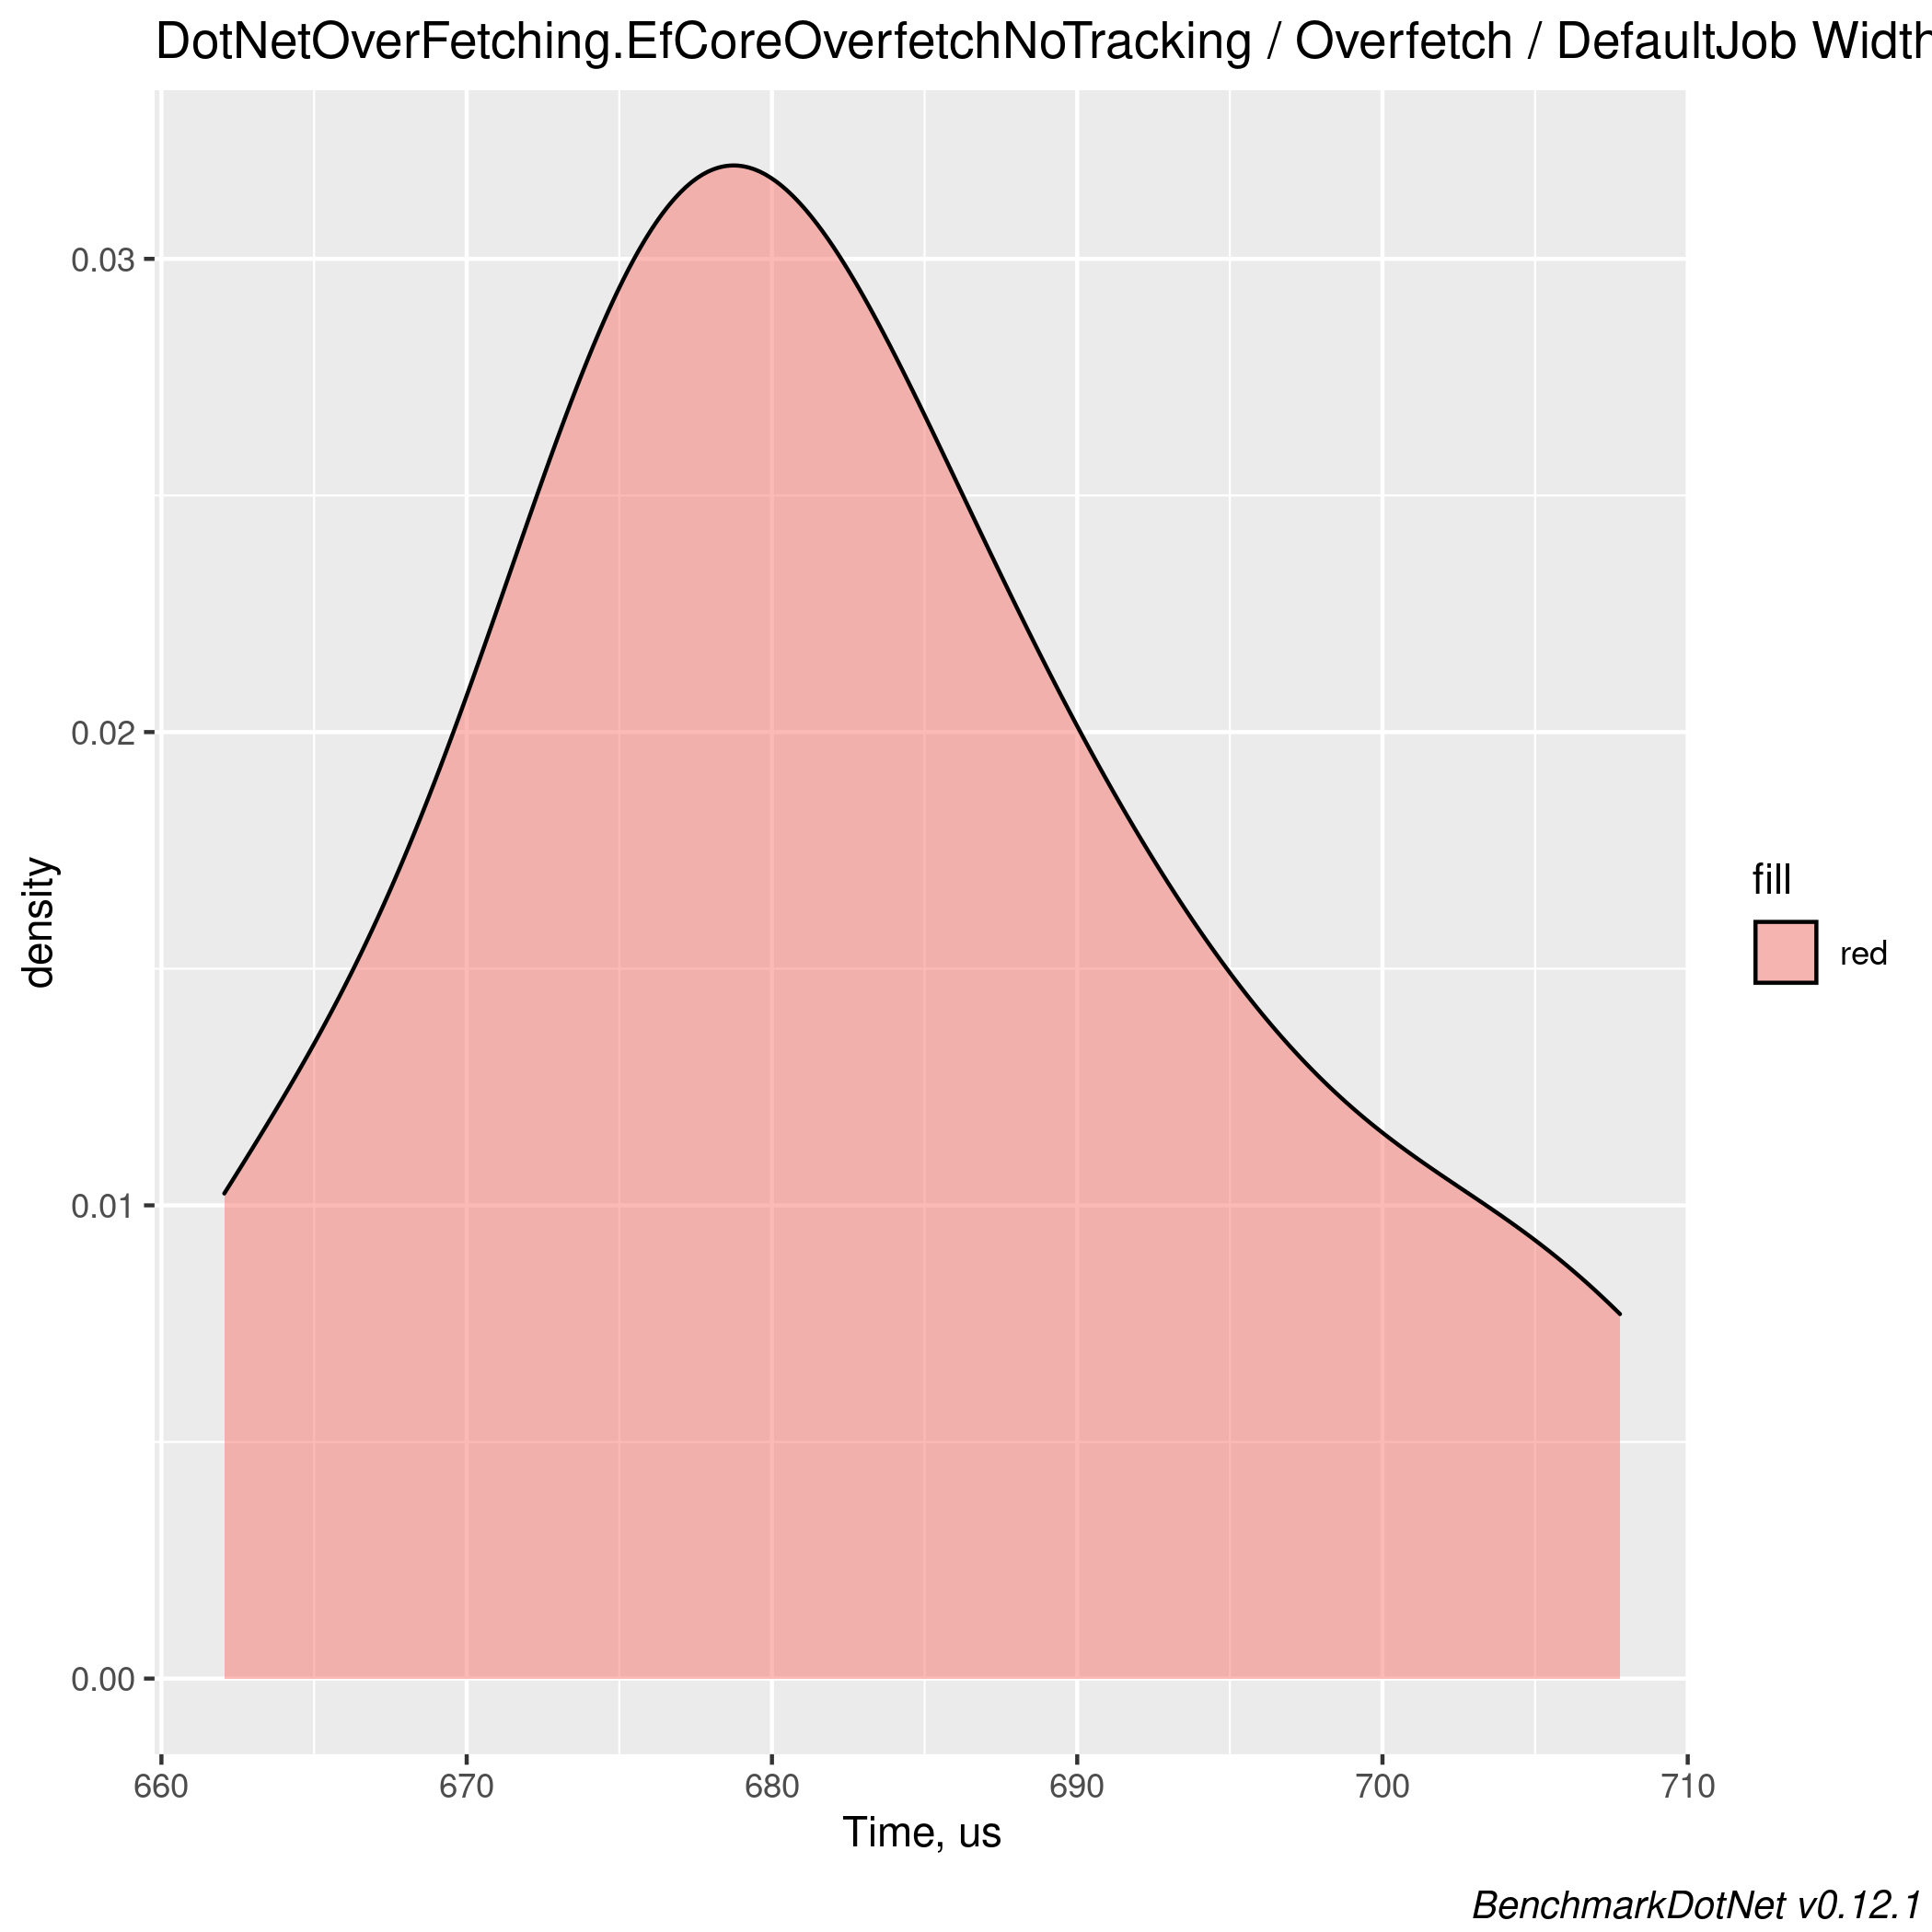 DotNetOverFetching.EfCoreOverfetchNoTracking / Overfetch / DefaultJob Width
0.03
0.02
0.01
0.00
density
660 670 680 690 700 710
Time, us
fill
red
BenchmarkDotNet v0.12.1